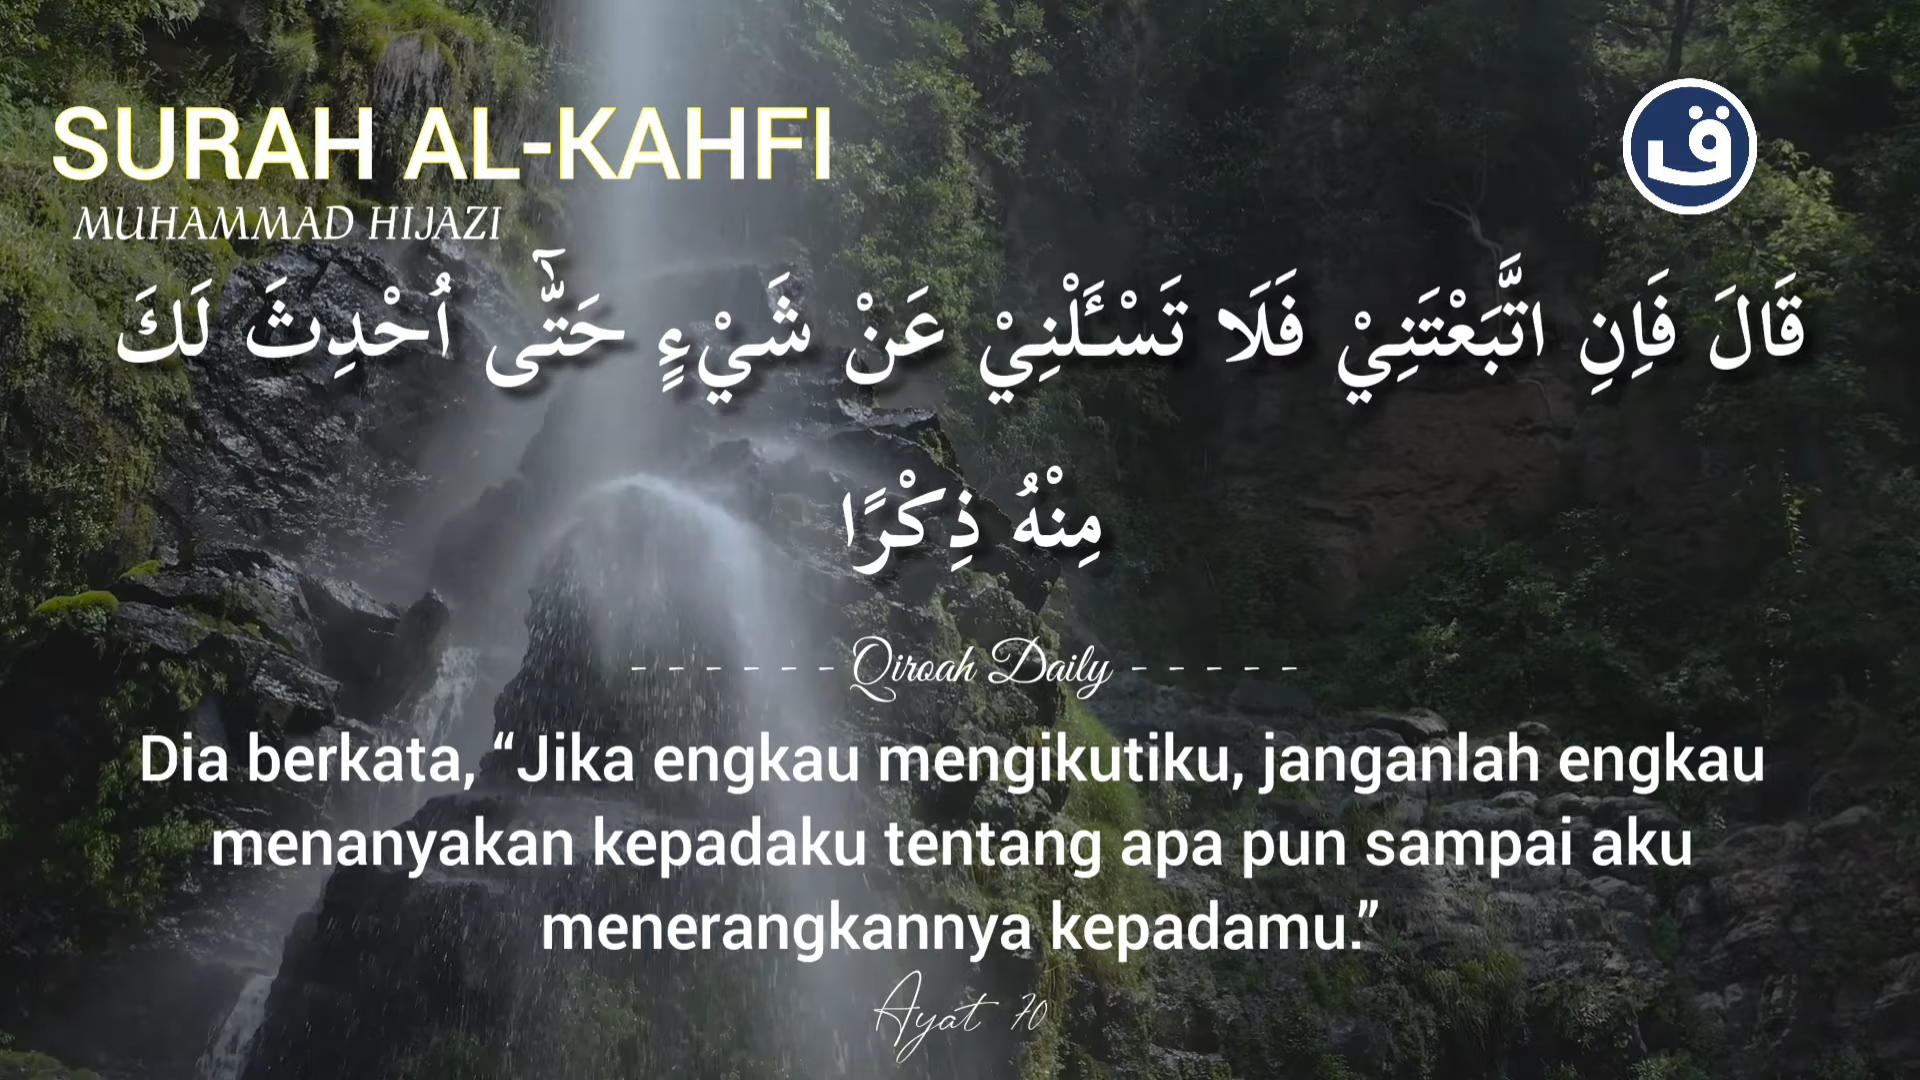 SURAH AL-KAHFI
MUHAMMAD HIJAZI
ق
قَالَ فَاِنِ اتَّبَعْتَنِيْ فَلَا تَسْـَٔلْنِيْ عَنْ شَيْءٍ حَتّٰٓى اُحْدِثَ لَكَ
مِنْهُ ذِكْرًا
- - - - - - Qiroah Daily - - - - -
Dia berkata, “Jika engkau mengikutiku, janganlah engkau
menanyakan kepadaku tentang apa pun sampai aku
menerangkannya kepadamu.”
Ayat 70